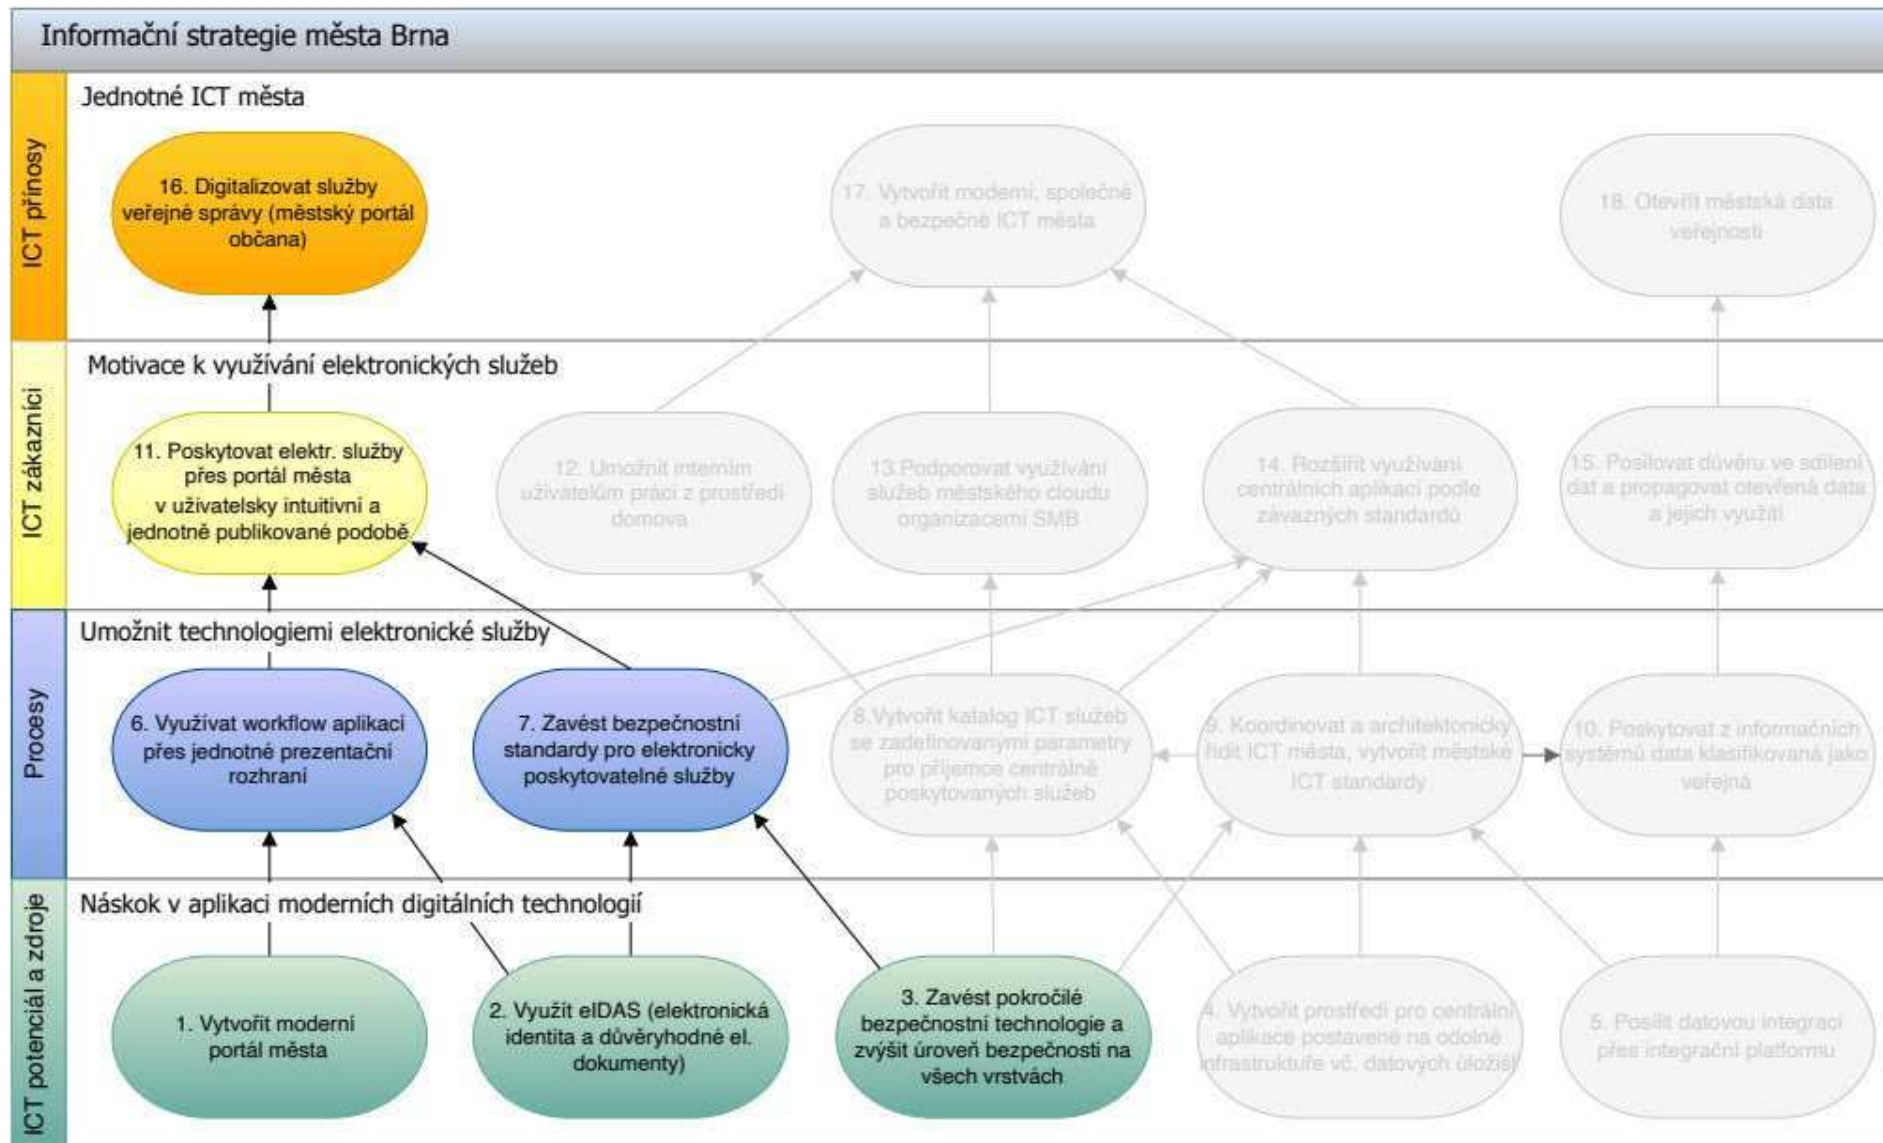 Informační strategie města Brna
ICT přínosy
Jednotné ICT města
16. Digitalizovat služby
veřejné správy (městský portál
občana)
17. Vytvořit moderní, společné
a bezpečné ICT města
18. Otevřít městská data
veřejnosti
ICT zákazníci
Motivace k využívání elektronických služeb
11. Poskytovat elektr. služby
přes portál města
v uživatelsky intuitivní a
jednotně publikované podobě
12. Umožnit interním
uživatelům práci z prostředí
domova
13.Podporovat využívání
služeb městského cloudu
organizacemi SMB
14. Rozšířit využívání
centrálních aplikací podle
závazných standardů
15. Posilovat důvěru ve sdílení
dat a propagovat otevřená data
a jejich využití
Procesy
Umožnit technologiemi elektronické služby
6. Využívat workflow aplikací
přes jednotné prezentační
rozhraní
7. Zavést bezpečnostní
standardy pro elektronicky
poskytovatelné služby
8.Vytvořit katalog ICT služeb
se zadefinovanými parametry
pro příjemce centrálně
poskytovaných služeb
9. Koordinovat a architektonicky
řídit ICT města, vytvořit městské
ICT standardy
10. Poskytovat z informačních
systémů data klasifikovaná jako
veřejná
ICT potenciál a zdroje
Náskok v aplikaci moderních digitálních technologií
1. Vytvořit moderní
portál města
2. Využít eIDAS (elektronická
identita a důvěryhodné el.
dokumenty)
3. Zavést pokročilé
bezpečnostní technologie a
zvýšit úroveň bezpečnosti na
všech vrstvách
4. Vytvořit prostředí pro centrální
aplikace postavené na odolné
infrastruktuře vč. datových úložišť
5. Posílit datovou integraci
přes integrační platformu